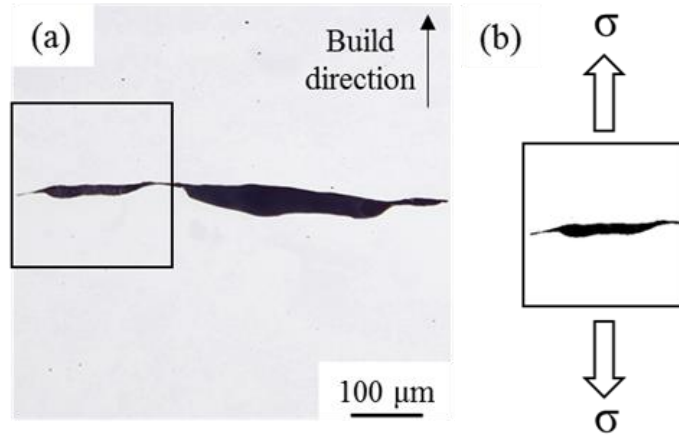 (a)
Build
direction
100 μm
(b)
σ
σ